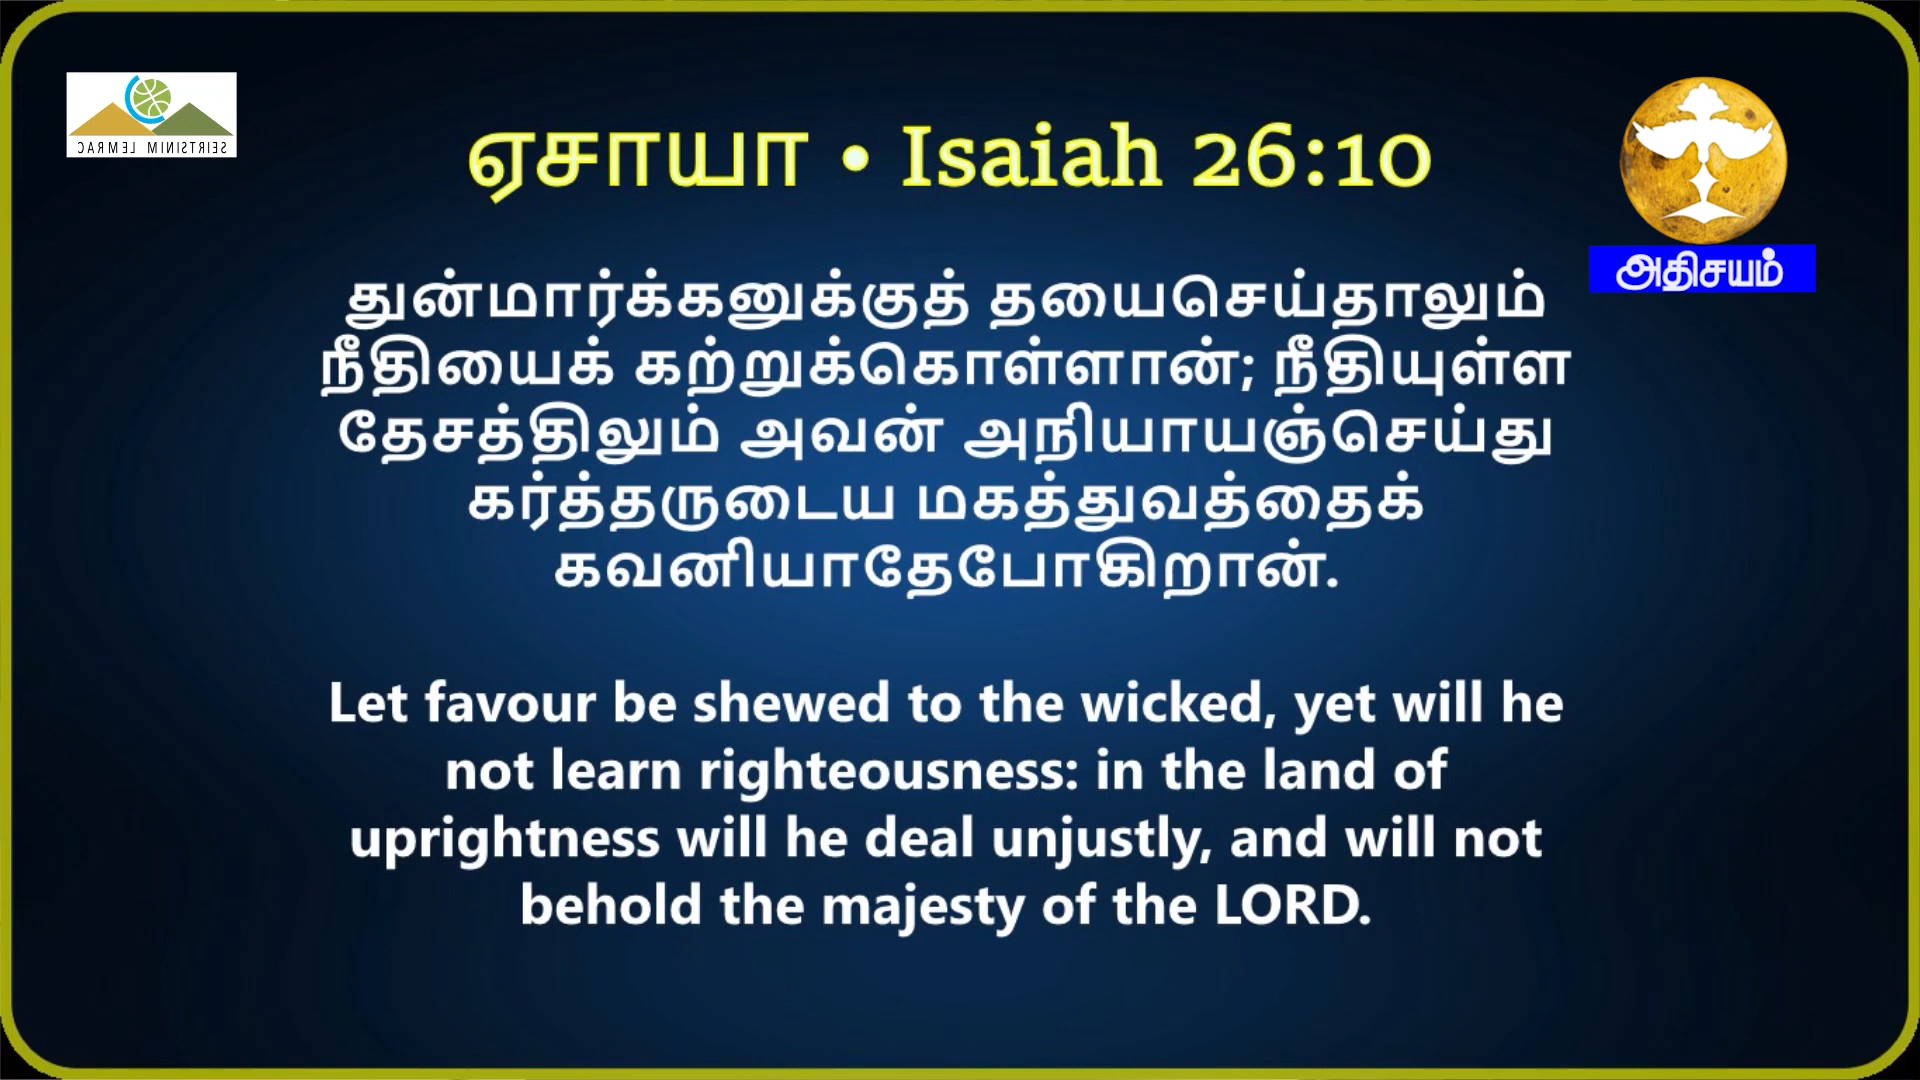 CARMEL MINISTRIES
ஏசாயா • Isaiah 26:10
அதிசயம்
துன்மார்க்கனுக்குத் தயைசெய்தாலும்
நீதியைக் கற்றுக்கொள்ளான்; நீதியுள்ள
தேசத்திலும் அவன் அநியாயஞ்செய்து
கர்த்தருடைய மகத்துவத்தைக்
கவனியாதேபோகிறான்.
Let favour be shewed to the wicked, yet will he
not learn righteousness: in the land of
uprightness will he deal unjustly, and will not
behold the majesty of the LORD.